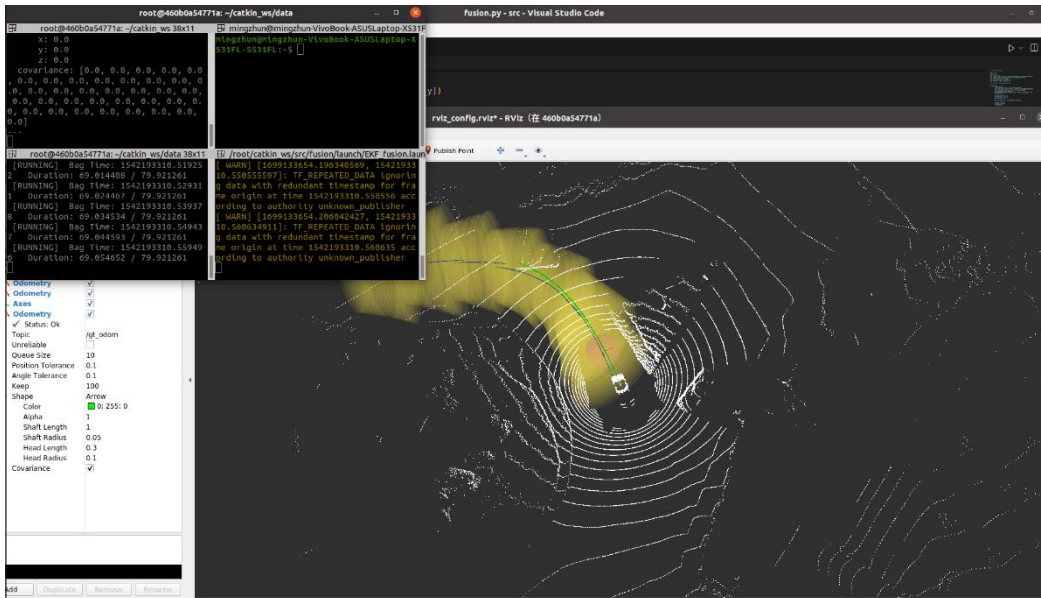 root@460b0a54771a: ~/catkin_ws/data
fusion.py - src - Visual Studio Code
root@460b0a54771a: ~/catkin_ws 38x11
x: 0.0
y: 0.0
z: 0.0
covariance: [0.0, 0.0, 0.0, 0.0, 0.0
, 0.0, 0.0, 0.0, 0.0, 0.0, 0.0, 0.0, 0
.0, 0.0, 0.0, 0.0, 0.0, 0.0, 0.0, 0.0,
0.0, 0.0, 0.0, 0.0, 0.0, 0.0, 0.0, 0.
0, 0.0, 0.0, 0.0, 0.0, 0.0, 0.0, 0.0,
0.0]
---
mingzhun@mingzhun-VivoBook-ASUSLaptop-X531F
mingzhun@mingzhun-VivoBook-ASUSLaptop-X
531FL-S531FL:~$
y])
rviz_config.rviz* - RViz（在 460b0a54771a）
Publish Point
root@460b0a54771a: ~/catkin_ws/data 38x11
[RUNNING] Bag Time: 1542193310.51925
2 Duration: 69.014408 / 79.921261
[RUNNING] Bag Time: 1542193310.52931
1 Duration: 69.024467 / 79.921261
[RUNNING] Bag Time: 1542193310.53937
8 Duration: 69.034534 / 79.921261
[RUNNING] Bag Time: 1542193310.54943
7 Duration: 69.044593 / 79.921261
[RUNNING] Bag Time: 1542193310.55949
6 Duration: 69.054652 / 79.921261
/root/catkin_ws/src/fusion/launch/EKF_fusion.laun
[ WARN] [1699133654.196340569, 15421933
10.550555597]: TF_REPEATED_DATA ignorin
g data with redundant timestamp for fra
me origin at time 1542193310.550556 acc
ording to authority unknown_publisher
[ WARN] [1699133654.206042427, 15421933
10.560634911]: TF_REPEATED_DATA ignorin
g data with redundant timestamp for fra
me origin at time 1542193310.560635 acc
ording to authority unknown_publisher
Odometry
Odometry
Axes
Odometry
Status: Ok
Topic /gt_odom
Unreliable
Queue Size 10
Position Tolerance 0.1
Angle Tolerance 0.1
Keep 100
Shape Arrow
Color 0; 255; 0
Alpha 1
Shaft Length 1
Shaft Radius 0.05
Head Length 0.3
Head Radius 0.1
Covariance
Add Duplicate Remove Rename